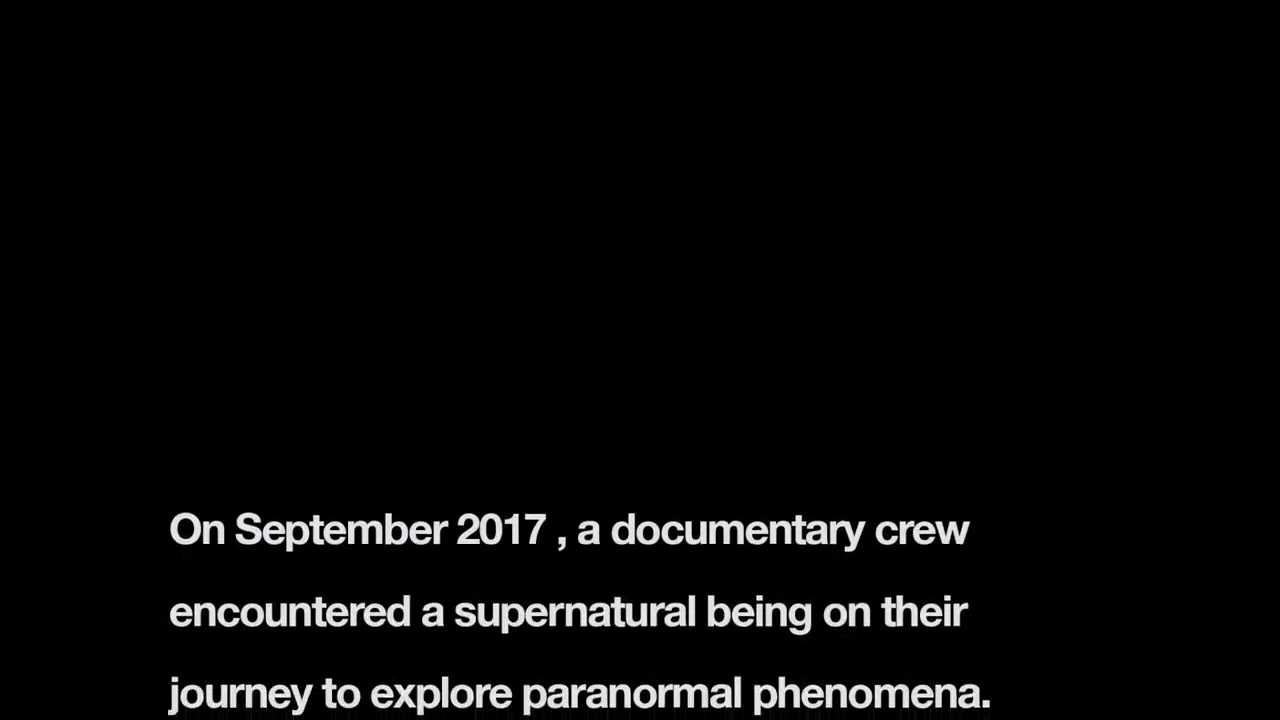 On September 2017 , a documentary crew
encountered a supernatural being on their
journey to explore paranormal phenomena.